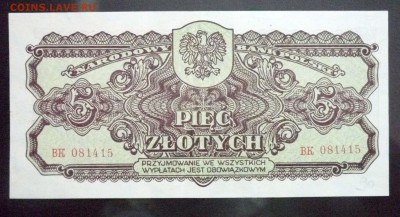 COINS.LAVE.RU
NARODOWY BANK POLSKI
5 PIĘĆ 5
ZŁOTYCH
BK 081415 BK 081415
PRZYJMOWANIE WE WSZYSTKICH
WYPŁATACH JEST OBOWIĄZKOWYM